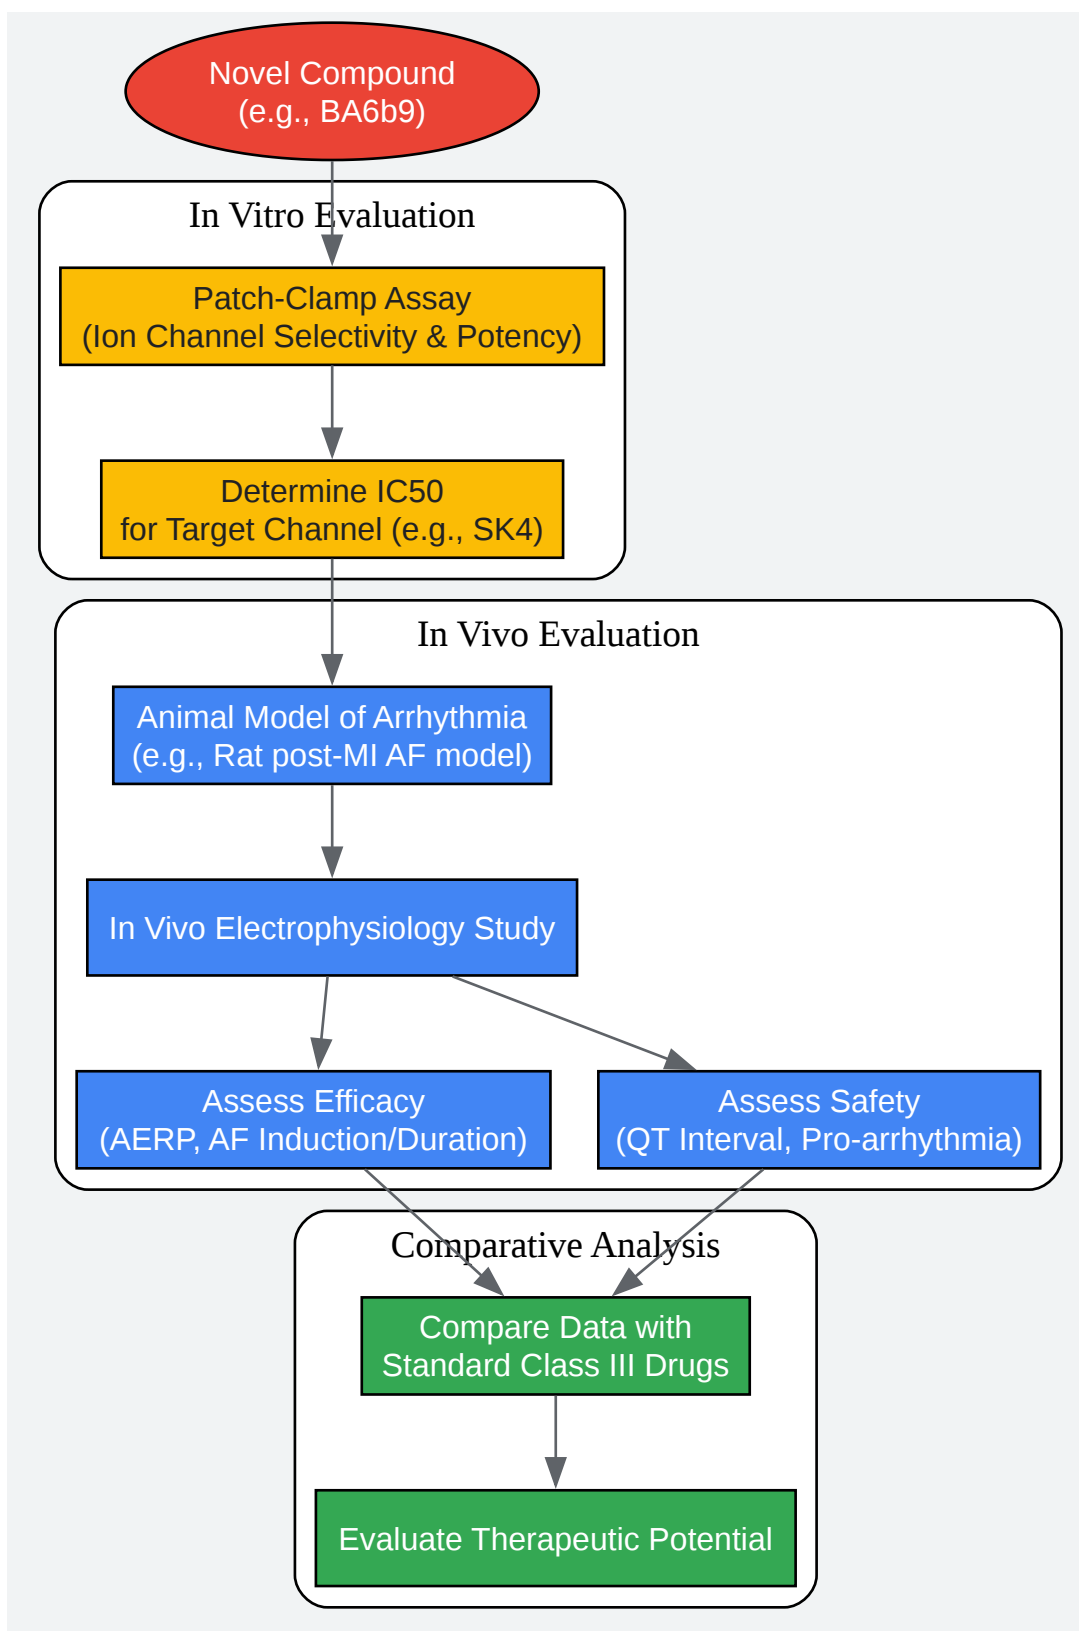 Novel Compound
(e.g., BA6b9)
In Vitro Evaluation
Patch-Clamp Assay
(Ion Channel Selectivity & Potency)
Determine IC50
for Target Channel (e.g., SK4)
In Vivo Evaluation
Animal Model of Arrhythmia
(e.g., Rat post-MI AF model)
In Vivo Electrophysiology Study
Assess Efficacy
(AERP, AF Induction/Duration)
Assess Safety
(QT Interval, Pro-arrhythmia)
Comparative Analysis
Compare Data with
Standard Class III Drugs
Evaluate Therapeutic Potential